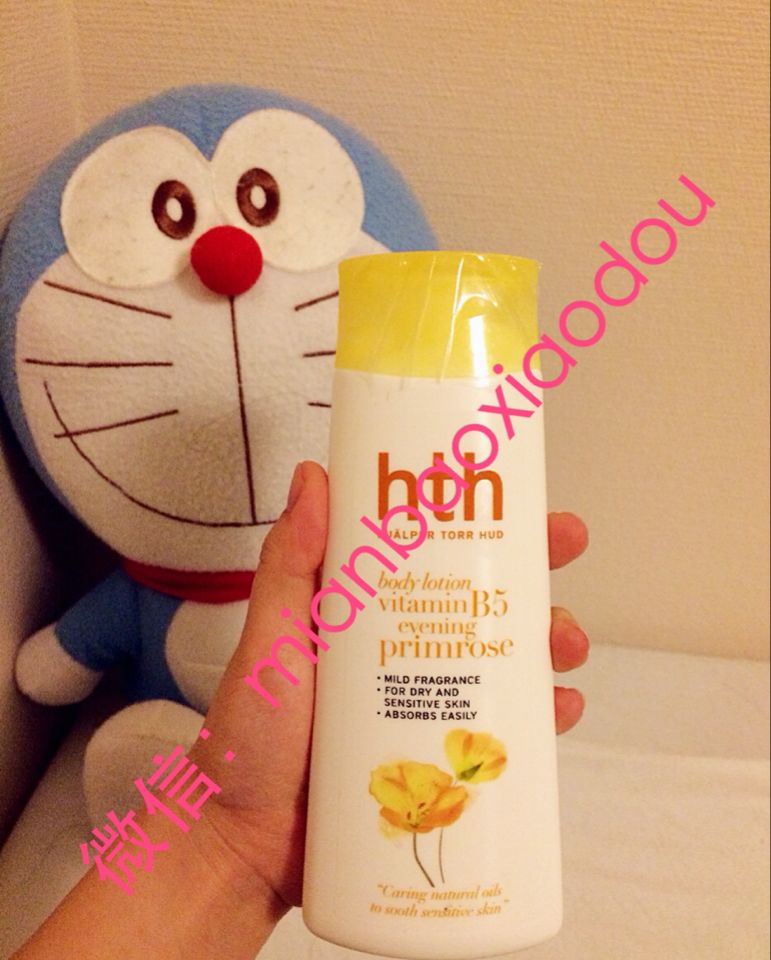 hth
HJÄLPER TORR HUD
body lotion
vitamin B5
evening
primrose
• MILD FRAGRANCE
• FOR DRY AND
SENSITIVE SKIN
• ABSORBS EASILY
"Caring natural oils
to sooth sensitive skin"
微信：mianbaoxiaodou